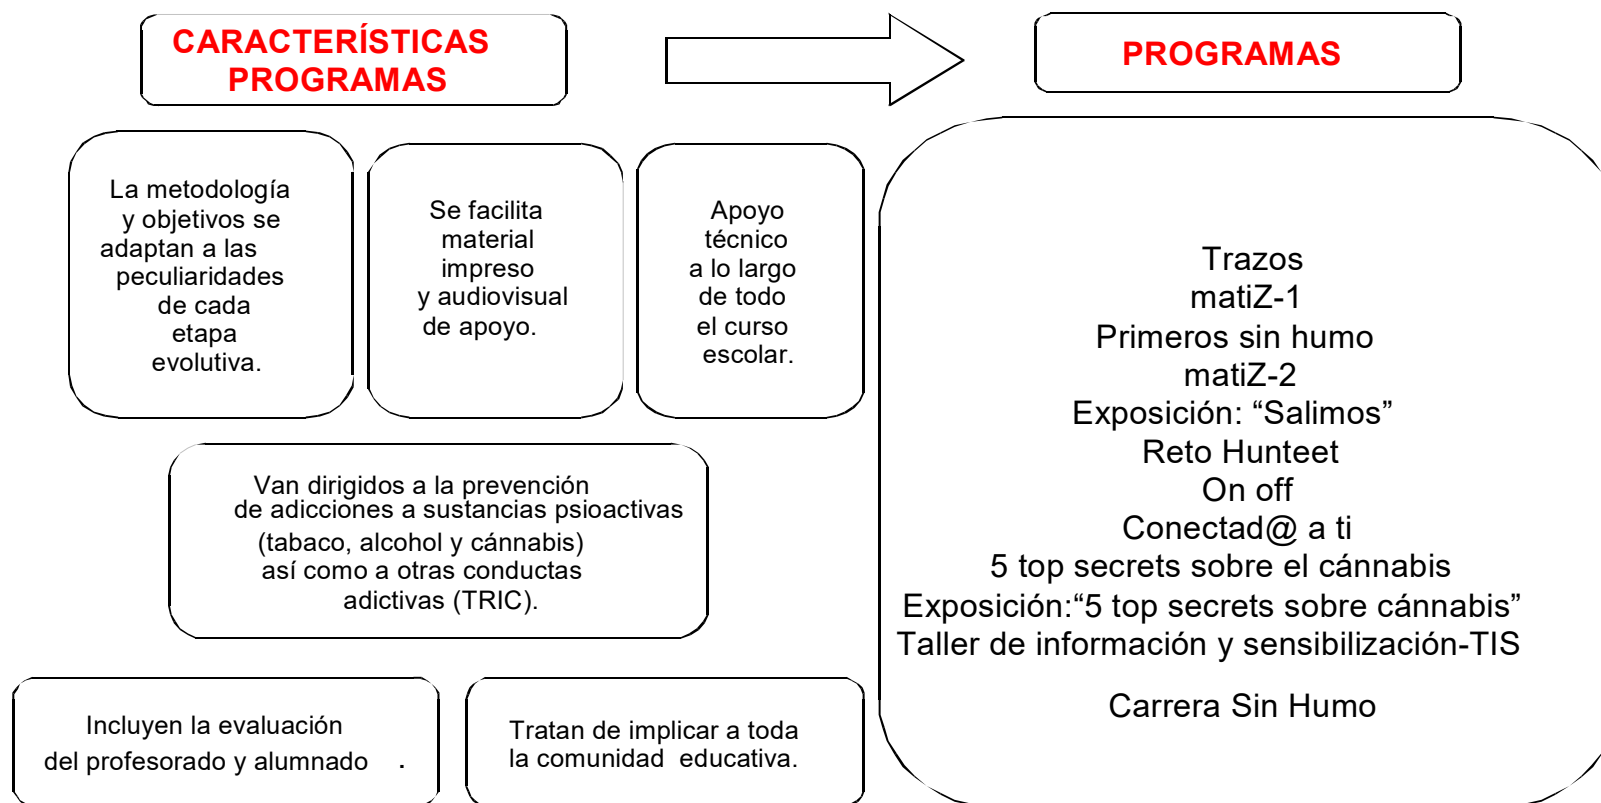 CARACTERÍSTICAS
PROGRAMAS
PROGRAMAS
La metodología
y objetivos se
adaptan a las
peculiaridades
de cada
etapa
evolutiva.
Se facilita
material
impreso
y audiovisual
de apoyo.
Apoyo
técnico
a lo largo
de todo
el curso
escolar.
Van dirigidos a la prevención
de adicciones a sustancias psioactivas
(tabaco, alcohol y cánnabis)
así como a otras conductas
adictivas (TRIC).
Incluyen la evaluación
del profesorado y alumnado .
Tratan de implicar a toda
la comunidad educativa.
Trazos
matiZ-1
Primeros sin humo
matiZ-2
Exposición: “Salimos”
Reto Hunteet
On off
Conectad@ a ti
5 top secrets sobre el cánnabis
Exposición:“5 top secrets sobre cánnabis”
Taller de información y sensibilización-TIS
Carrera Sin Humo